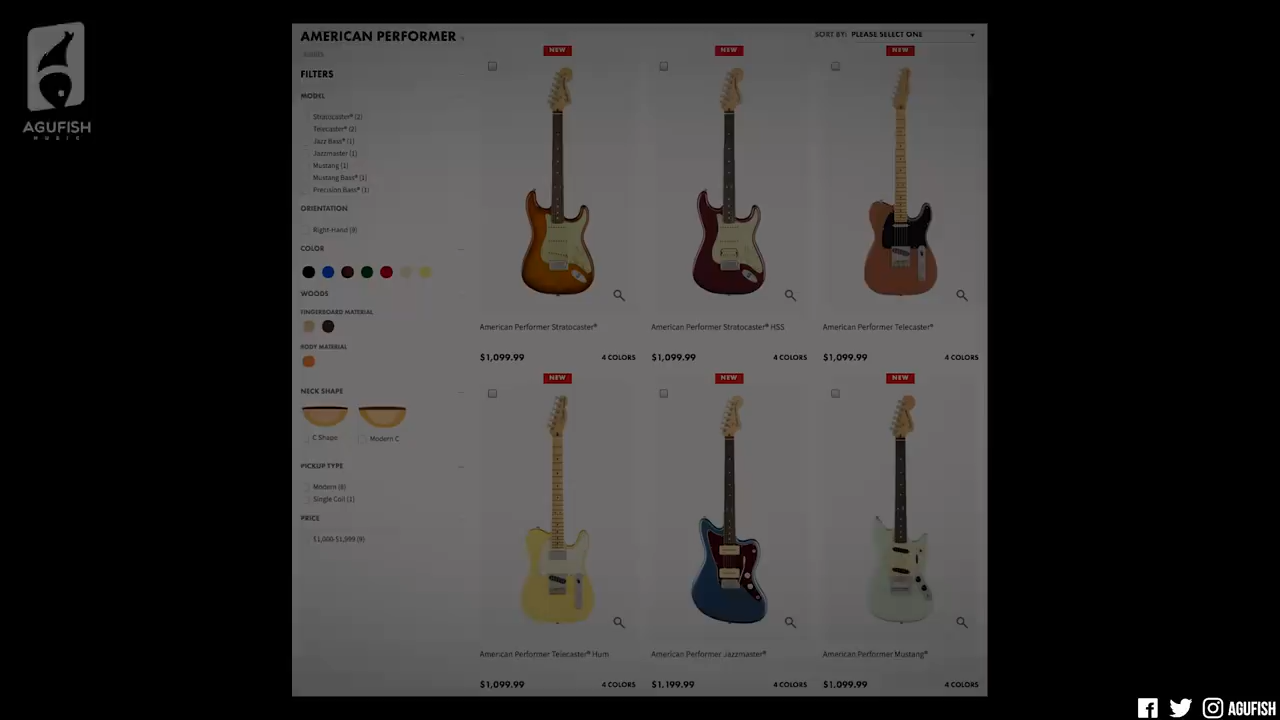 AGUFISH
MUSIC
AMERICAN PERFORMER
SORT BY: PLEASE SELECT ONE
FILTERS
MODEL
Stratocaster® (2)
Telecaster® (2)
Jazz Bass® (1)
Jazzmaster (1)
Mustang (1)
Mustang Bass® (1)
Precision Bass® (1)
ORIENTATION
Right-Hand (9)
COLOR
WOODS
FINGERBOARD MATERIAL
BODY MATERIAL
NECK SHAPE
C Shape
Modern C
PICKUP TYPE
Modern (8)
Single Coil (1)
PRICE
$1,000-$1,999 (9)
NEW
NEW
NEW
American Performer Stratocaster®
American Performer Stratocaster® HSS
American Performer Telecaster®
$1,099.99 4 COLORS
$1,099.99 4 COLORS
$1,099.99 4 COLORS
NEW
NEW
NEW
American Performer Telecaster® Hum
American Performer Jazzmaster®
American Performer Mustang®
$1,099.99 4 COLORS
$1,199.99 4 COLORS
$1,099.99 4 COLORS
AGUFISH